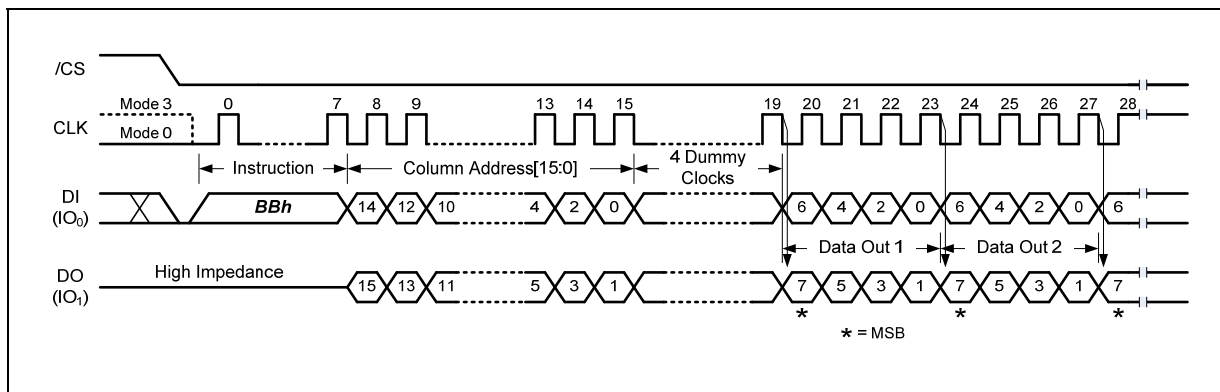 /CS
Mode 3 0 7 8 9 13 14 15 19 20 21 22 23 24 25 26 27 28
CLK
Mode 0
Instruction Column Address[15:0] 4 Dummy Clocks
DI
(IO0)
BBh 14 12 10 4 2 0 6 4 2 0 6 4 2 0 6
Data Out 1 Data Out 2
High Impedance
DO
(IO1)
15 13 11 5 3 1 7 5 3 1 7 5 3 1 7
* * *
* = MSB